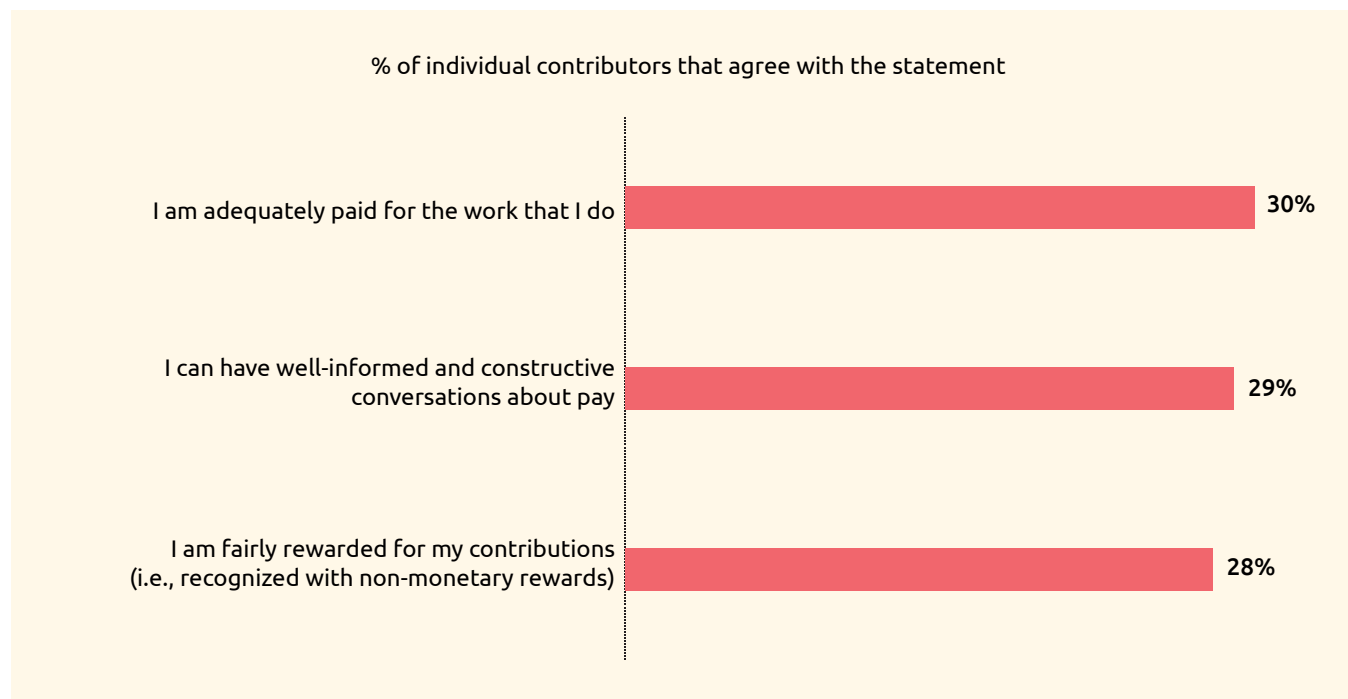 % of individual contributors that agree with the statement
I am adequately paid for the work that I do
30%
I can have well-informed and constructive
conversations about pay
29%
I am fairly rewarded for my contributions
(i.e., recognized with non-monetary rewards)
28%